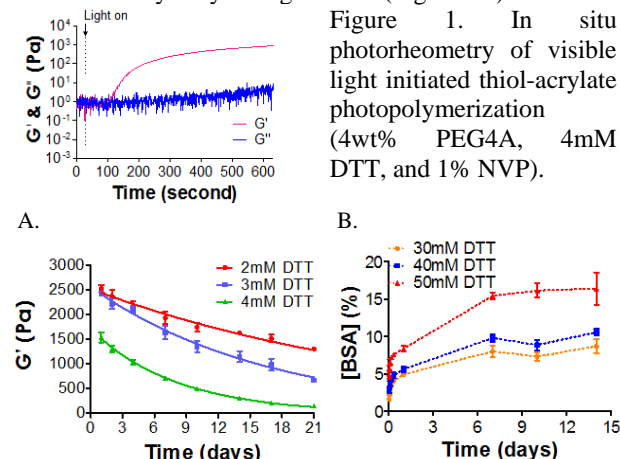 Light on
G' & G'' (Pa)
10⁴
10³
10²
10¹
10⁰
10⁻¹
10⁻²
10⁻³
G'
G''
0 200 400 600
Time (second)
Figure 1. In situ
photorheometry of visible
light initiated thiol-acrylate
photopolymerization
(4wt% PEG4A, 4mM
DTT, and 1% NVP).
A.
G' (Pa)
3000
2500
2000
1500
1000
500
0
2mM DTT
3mM DTT
4mM DTT
0 3 6 9 12 15 18 21
Time (days)
B.
[BSA] (%)
20
15
10
5
0
30mM DTT
40mM DTT
50mM DTT
0 3 6 9 12 15
Time (days)